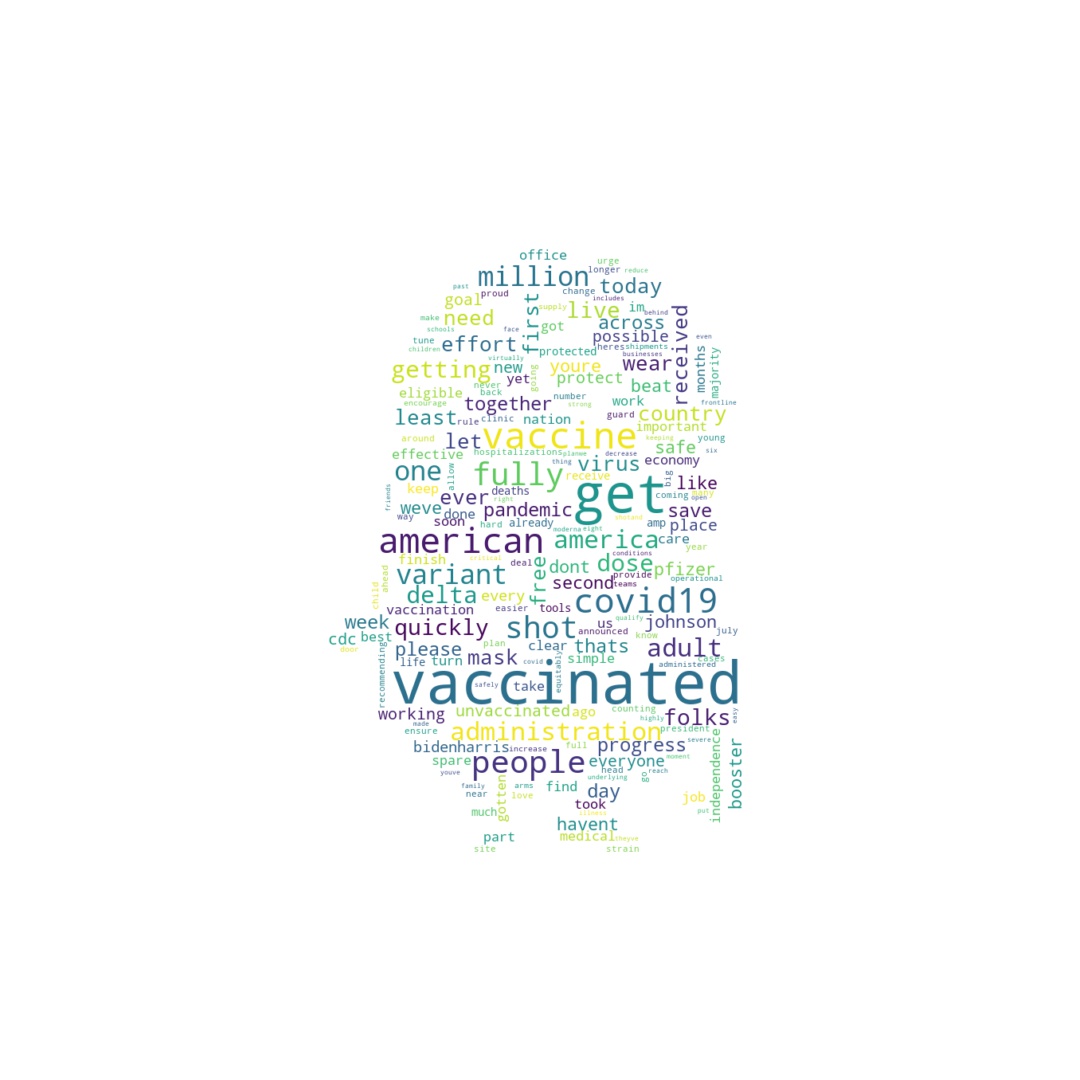 office
urge
million
longer
reduce
past
proud
change
today
goal
includes
first
supply
live
im
behind
make
need
got
across
received
schools
face
possible
even
tune
effort
protected
heres
shipments
children
virtually
businesses
wear
months
majority
getting
new
going
youre
protect
yet
never
beat
eligible
back
number
work
frontline
encourage
together
strong
guard
country
least
rule
clinic
nation
important
around
let
vaccine
keeping
young
effective
hospitalizations
planwe
decrease
safe
six
one
allow
fully
thing
virus
economy
receive
big
like
friends
keep
ever
deaths
right
get
coming
many
open
weve
done
pandemic
save
way
soon
hard
already
amp
place
moderna
eight
american
america
care
year
finish
critical
deal
conditions
variant
free
dont
dose
pfizer
ahead
child
second
provide
teams
operational
delta
every
covid19
vaccination
easier
tools
qualify
week
quickly
shot
us
johnson
july
cdc
best
announced
know
door
please
plan
clear
thats
adult
recommending
life
turn
mask
covid
simple
cases
administered
equitably
vaccinated
safely
take
working
unvaccinated
ago
counting
highly
folks
easy
made
ensure
administration
president
bidenharris
increase
full
progress
severe
independence
booster
spare
people
everyone
moment
youve
head
reach
go
underlying
family
arms
find
near
gotten
love
day
job
took
much
illness
put
havent
part
medical
theyve
site
strain